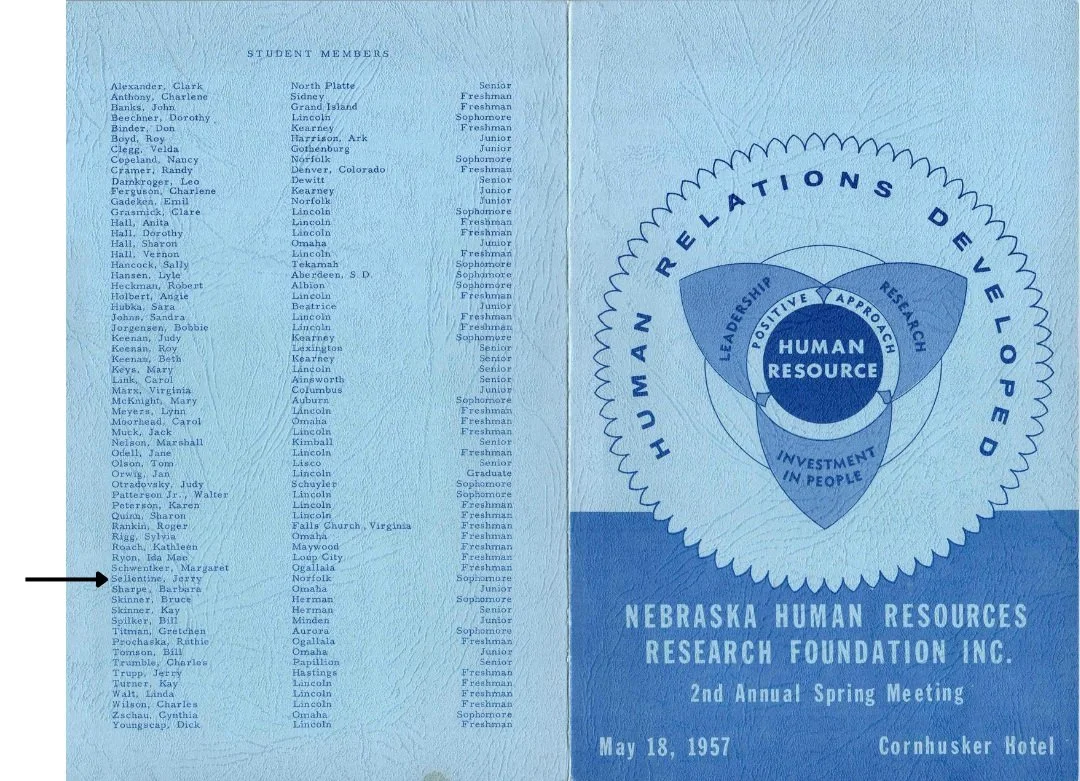 STUDENT MEMBERS
Alexander, Clark North Platte Senior
Anthony, Charlene Sidney Freshman
Banks, John Grand Island Freshman
Beechner, Dorothy Lincoln Sophomore
Binder, Don Kearney Freshman
Boyd, Roy Harrison, Ark Junior
Clegg, Velda Gothenburg Junior
Copeland, Nancy Norfolk Sophomore
Cramer, Randy Denver, Colorado Freshman
Damkroger, Leo Dewitt Senior
Ferguson, Charlene Kearney Junior
Gadeken, Emil Norfolk Junior
Grasmick, Clare Lincoln Sophomore
Hall, Anita Lincoln Freshman
Hall, Dorothy Lincoln Freshman
Hall, Sharon Omaha Junior
Hall, Vernon Lincoln Freshman
Hancock, Sally Tekamah Sophomore
Hansen, Lyle Aberdeen, S.D. Sophomore
Heckman, Robert Albion Sophomore
Holbert, Angie Lincoln Freshman
Hubka, Sara Beatrice Junior
Johns, Sandra Lincoln Freshman
Jorgensen, Bobbie Lincoln Freshman
Keenan, Judy Kearney Sophomore
Keenan, Roy Lexington Senior
Keenan, Beth Kearney Senior
Keys, Mary Lincoln Senior
Link, Carol Ainsworth Senior
Marx, Virginia Columbus Junior
McKnight, Mary Auburn Sophomore
Meyers, Lynn Lincoln Freshman
Moorhead, Carol Omaha Freshman
Muck, Jack Lincoln Freshman
Nelson, Marshall Kimball Senior
Odell, Jane Lincoln Freshman
Olson, Tom Lisco Senior
Orwig, Jan Lincoln Graduate
Otradovsky, Judy Schuyler Sophomore
Patterson Jr., Walter Lincoln Sophomore
Peterson, Karen Lincoln Freshman
Quinn, Sharon Lincoln Freshman
Rankin, Roger Falls Church, Virginia Freshman
Rigg, Sylvia Omaha Freshman
Roach, Kathleen Maywood Freshman
Ryon, Ida Mae Loup City Freshman
Schwentker, Margaret Ogallala Freshman
Sellentine, Jerry Norfolk Sophomore
Sharpe, Barbara Omaha Junior
Skinner, Bruce Herman Sophomore
Skinner, Kay Herman Senior
Spilker, Bill Minden Junior
Titman, Gretchen Aurora Sophomore
Prochaska, Ruthie Ogallala Freshman
Tomson, Bill Omaha Junior
Trumble, Charles Papillion Senior
Trupp, Jerry Hastings Freshman
Turner, Kay Lincoln Freshman
Walt, Linda Lincoln Freshman
Wilson, Charles Lincoln Freshman
Zschau, Cynthia Omaha Sophomore
Youngscap, Dick Lincoln Freshman
HUMAN RELATIONS DEVELOPED
LEADERSHIP
RESEARCH
POSITIVE APPROACH
HUMAN
RESOURCE
INVESTMENT
IN PEOPLE
NEBRASKA HUMAN RESOURCES
RESEARCH FOUNDATION INC.
2nd Annual Spring Meeting
May 18, 1957 Cornhusker Hotel